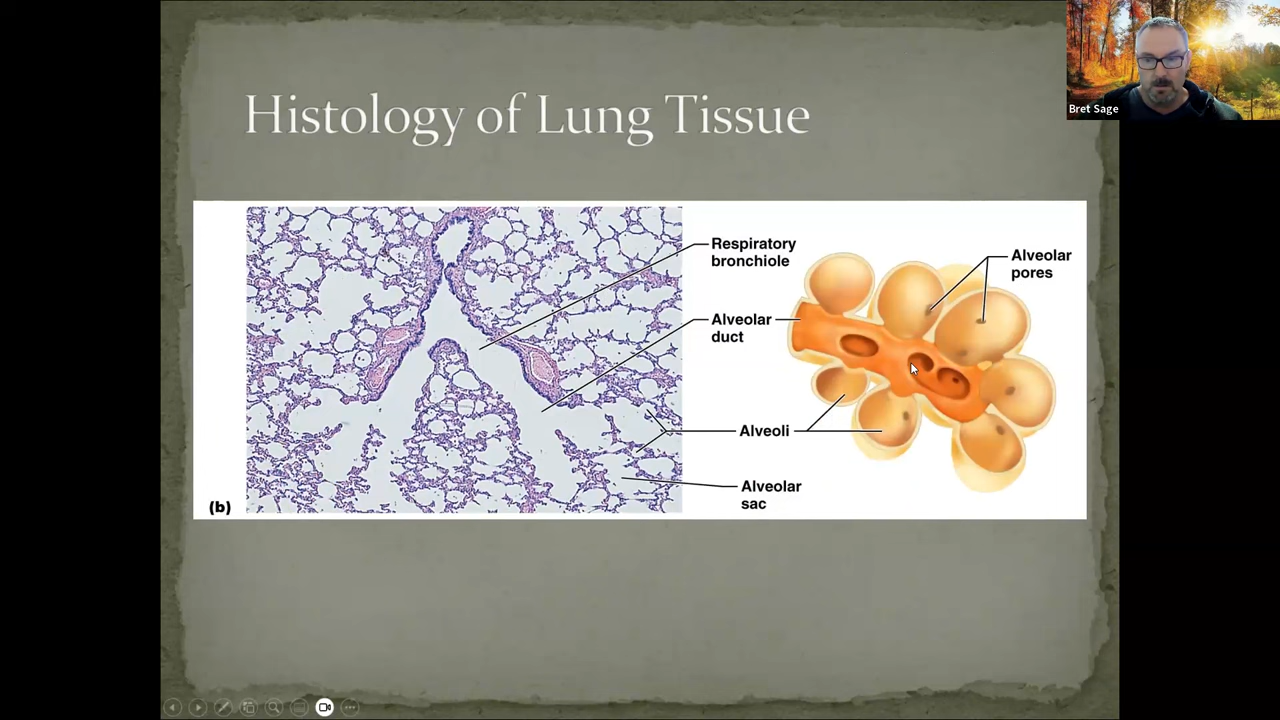 Histology of Lung Tissue
Bret Sage
Respiratory
bronchiole
Alveolar
pores
Alveolar
duct
Alveoli
Alveolar
sac
(b)